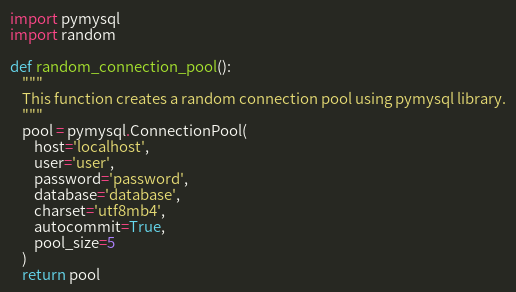 import pymysql
import random

def random_connection_pool():
    """
    This function creates a random connection pool using pymysql library.
    """
    pool = pymysql.ConnectionPool(
        host='localhost',
        user='user',
        password='password',
        database='database',
        charset='utf8mb4',
        autocommit=True,
        pool_size=5
    )
    return pool